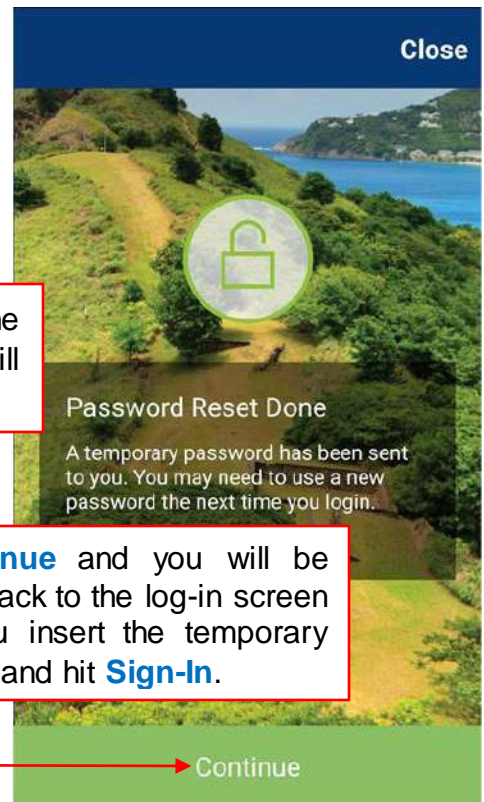 Close
ne
ill
Password Reset Done
A temporary password has been sent
to you. You may need to use a new
password the next time you login.
nue and you will be
ack to the log-in screen
u insert the temporary
and hit Sign-In.
Continue